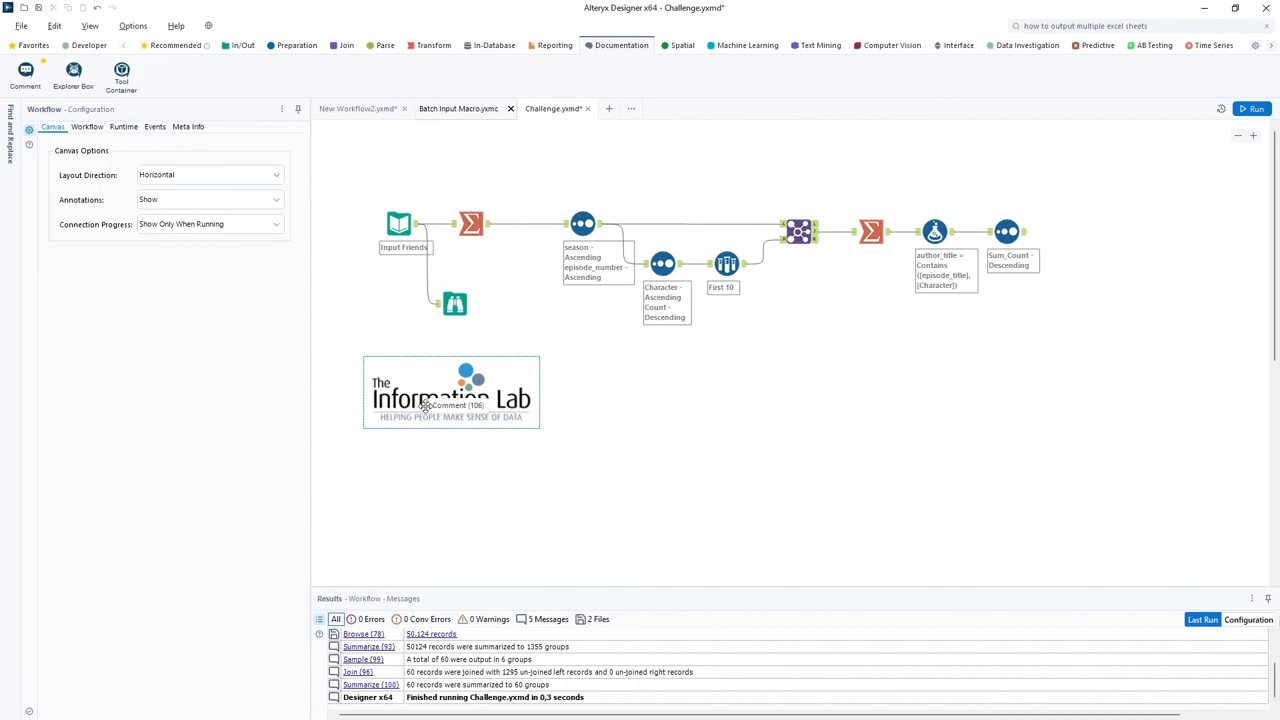 Alteryx Designer x64 - Challenge.yxmd*
File Edit View Options Help
how to output multiple excel sheets
Favorites Developer Recommended In/Out Preparation Join Parse Transform In-Database Reporting Documentation Spatial Machine Learning Text Mining Computer Vision Interface Data Investigation Predictive AB Testing Time Series
Comment Explorer Box Tool
Container
Find and Replace
Workflow - Configuration
New Workflow2.yxmd* Batch Input Macro.yxmc Challenge.yxmd* Run
Canvas Workflow Runtime Events Meta Info
Canvas Options
Layout Direction: Horizontal
Annotations: Show
Connection Progress: Show Only When Running
Input Friends
season -
Ascending
episode_number -
Ascending
Character -
Ascending
Count -
Descending
First 10
L
J
R
author_title =
Contains
([episode_title],
[Character])
Sum_Count -
Descending
The
Information Lab
Comment (106)
HELPING PEOPLE MAKE SENSE OF DATA
Results - Workflow - Messages
All 0 Errors 0 Conv Errors 0 Warnings 5 Messages 2 Files Last Run Configuration
Browse (78) 50,124 records
Summarize (93) 50124 records were summarized to 1355 groups
Sample (99) A total of 60 were output in 6 groups
Join (96) 60 records were joined with 1295 un-joined left records and 0 un-joined right records
Summarize (100) 60 records were summarized to 60 groups
Designer x64 Finished running Challenge.yxmd in 0,3 seconds